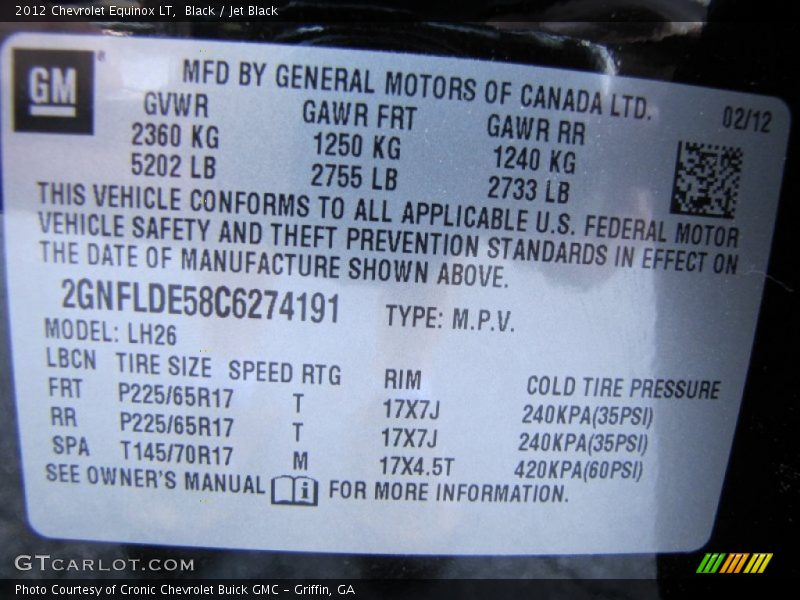 2012 Chevrolet Equinox LT, Black / Jet Black
GM
MFD BY GENERAL MOTORS OF CANADA LTD.
02/12
GVWR GAWR FRT GAWR RR
2360 KG 1250 KG 1240 KG
5202 LB 2755 LB 2733 LB
THIS VEHICLE CONFORMS TO ALL APPLICABLE U.S. FEDERAL MOTOR
VEHICLE SAFETY AND THEFT PREVENTION STANDARDS IN EFFECT ON
THE DATE OF MANUFACTURE SHOWN ABOVE.
2GNFLDE58C6274191 TYPE: M.P.V.
MODEL: LH26
LBCN TIRE SIZE SPEED RTG RIM COLD TIRE PRESSURE
FRT P225/65R17 T 17X7J 240KPA(35PSI)
RR P225/65R17 T 17X7J 240KPA(35PSI)
SPA T145/70R17 M 17X4.5T 420KPA(60PSI)
SEE OWNER'S MANUAL i FOR MORE INFORMATION.
GTCARLOT.COM
Photo Courtesy of Cronic Chevrolet Buick GMC – Griffin, GA